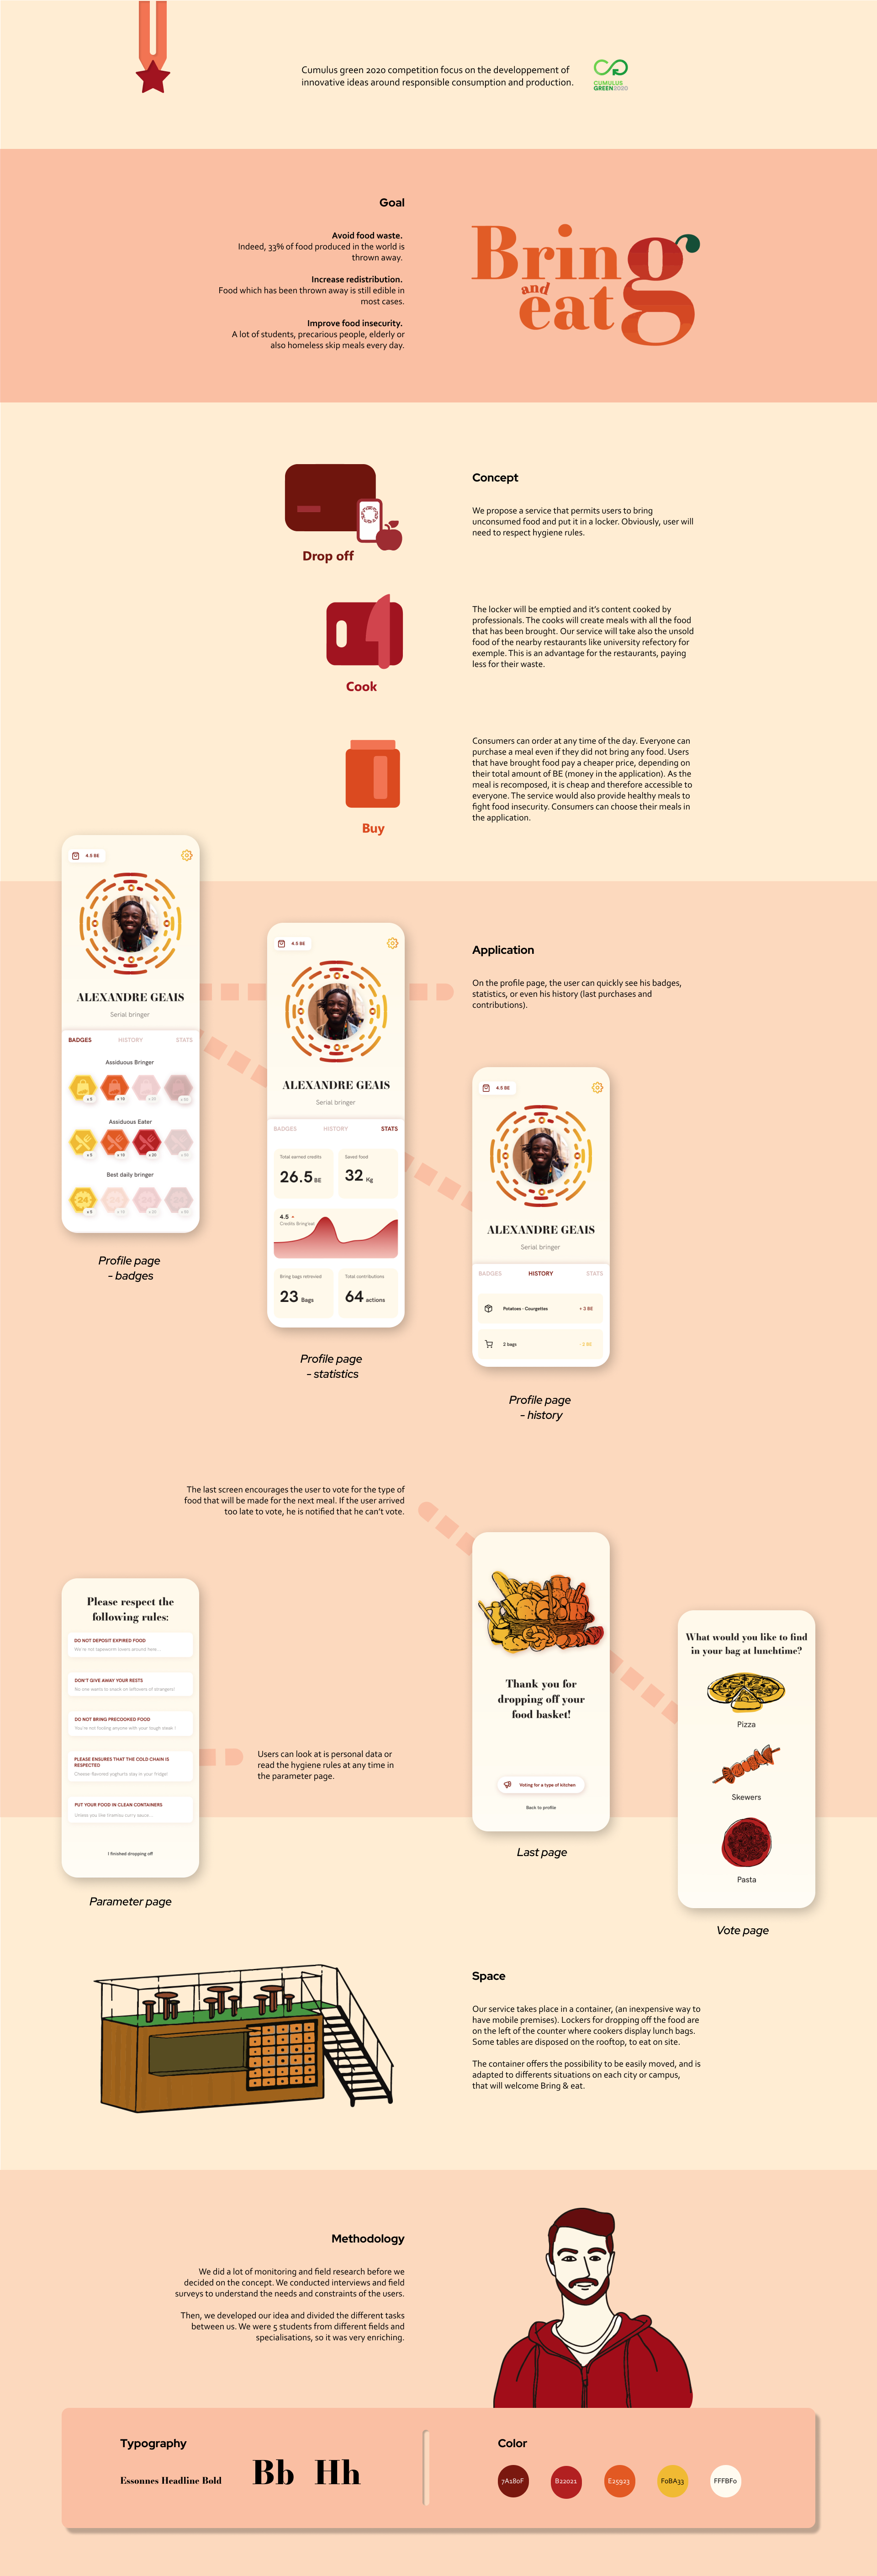 Cumulus green 2020 competition focus on the developpement of
innovative ideas around responsible consumption and production.
CUMULUS
GREEN2020
Goal
Avoid food waste.
Indeed, 33% of food produced in the world is
thrown away.
Increase redistribution.
Food which has been thrown away is still edible in
most cases.
Improve food insecurity.
A lot of students, precarious people, elderly or
also homeless skip meals every day.
Bring
and
eat
Drop off
Concept
We propose a service that permits users to bring
unconsumed food and put it in a locker. Obviously, user will
need to respect hygiene rules.
Cook
The locker will be emptied and it's content cooked by
professionals. The cooks will create meals with all the food
that has been brought. Our service will take also the unsold
food of the nearby restaurants like university refectory for
exemple. This is an advantage for the restaurants, paying
less for their waste.
Buy
Consumers can order at any time of the day. Everyone can
purchase a meal even if they did not bring any food. Users
that have brought food pay a cheaper price, depending on
their total amount of BE (money in the application). As the
meal is recomposed, it is cheap and therefore accessible to
everyone. The service would also provide healthy meals to
fight food insecurity. Consumers can choose their meals in
the application.
Application
On the profile page, the user can quickly see his badges,
statistics, or even his history (last purchases and
contributions).
4.5 BE
ALEXANDRE GEAIS
Serial bringer
BADGES HISTORY STATS
Assiduous Bringer
x 5 x 15
Assiduous Eater
x 5 x 15
Best daily bringer
24 24 24 24
x 5
Profile page
- badges
4.5 BE
ALEXANDRE GEAIS
Serial bringer
BADGES HISTORY STATS
Total earned credits
26.5 BE
Saved food
32 Kg
4.5
Bring bags retrieved
23 Bags
Total contributions
64 actions
Profile page
- statistics
4.5 BE
ALEXANDRE GEAIS
Serial bringer
BADGES HISTORY STATS
Potatoes - Courgettes + 3 BE
2 bags
Profile page
- history
The last screen encourages the user to vote for the type of
food that will be made for the next meal. If the user arrived
too late to vote, he is notified that he can't vote.
Please respect the
following rules:
DO NOT DEPOSIT EXPIRED FOOD
We're not tapeworm lovers around here...
DON'T GIVE AWAY YOUR RESTS
No one wants to snack on leftovers of strangers!
DO NOT BRING PRECOOKED FOOD
You're not fooling anyone with your tough steak !
PLEASE ENSURES THAT THE COLD CHAIN IS
RESPECTED
Choose flavored yoghurts stay in your fridge!
PUT YOUR FOOD IN CLEAN CONTAINERS
Unless you like tiramisu curry sauce...
I finished dropping off
Parameter page
Users can look at is personal data or
read the hygiene rules at any time in
the parameter page.
Thank you for
dropping off your
food basket!
Voting for a type of kitchen
Back to profile
Last page
What would you like to find
in your bag at lunchtime?
Pizza
Skewers
Pasta
Vote page
Space
Our service takes place in a container, (an inexpensive way to
have mobile premises). Lockers for dropping off the food are
on the left of the counter where cookers display lunch bags.
Some tables are disposed on the rooftop, to eat on site.
The container offers the possibility to be easily moved, and is
adapted to differents situations on each city or campus,
that will welcome Bring & eat.
Methodology
We did a lot of monitoring and field research before we
decided on the concept. We conducted interviews and field
surveys to understand the needs and constraints of the users.
Then, we developed our idea and divided the different tasks
between us. We were 5 students from different fields and
specialisations, so it was very enriching.
Typography
Essonnes Headline Bold
Bb Hh
Color
7A180F B22021 E25923 F0BA33 FFFBF0